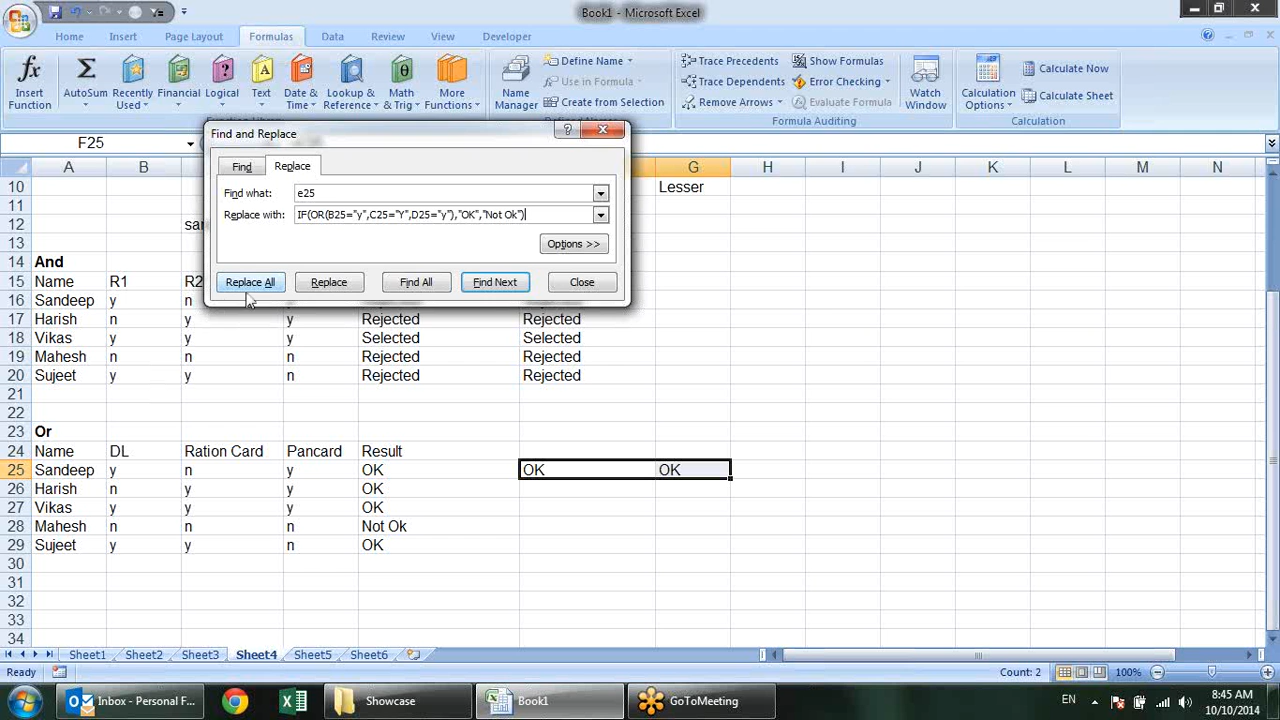 Book1 - Microsoft Excel
Home Insert Page Layout Formulas Data Review View Developer
Insert Function
AutoSum
Recently Used
Financial
Logical
Text
Date & Time
Lookup & Reference
Math & Trig
More Functions
Name Manager
Define Name
Use in Formula
Create from Selection
Trace Precedents
Trace Dependents
Remove Arrows
Show Formulas
Error Checking
Evaluate Formula
Formula Auditing
Watch Window
Calculation Options
Calculate Now
Calculate Sheet
Calculation
F25
Find and Replace
Find Replace
Find what: e25
Replace with: IF(OR(B25="y",C25="Y",D25="y"),"OK","Not Ok")
Options >>
Replace All Replace Find All Find Next Close
A B G H I J K L M N
10 Lesser
11
12
13
14 And
15 Name R1
16 Sandeep y n
17 Harish n y y Rejected Rejected
18 Vikas y y y Selected Selected
19 Mahesh n n n Rejected Rejected
20 Sujeet y y n Rejected Rejected
21
22
23 Or
24 Name DL Ration Card Pancard Result
25 Sandeep y n y OK OK OK
26 Harish n y y OK
27 Vikas y y y OK
28 Mahesh n n n Not Ok
29 Sujeet y y n OK
30
31
32
33
34
Sheet1 Sheet2 Sheet3 Sheet4 Sheet5 Sheet6
Ready Count: 2 100%
Inbox - Personal F... Showcase Book1 GoToMeeting EN 8:45 AM
10/10/2014